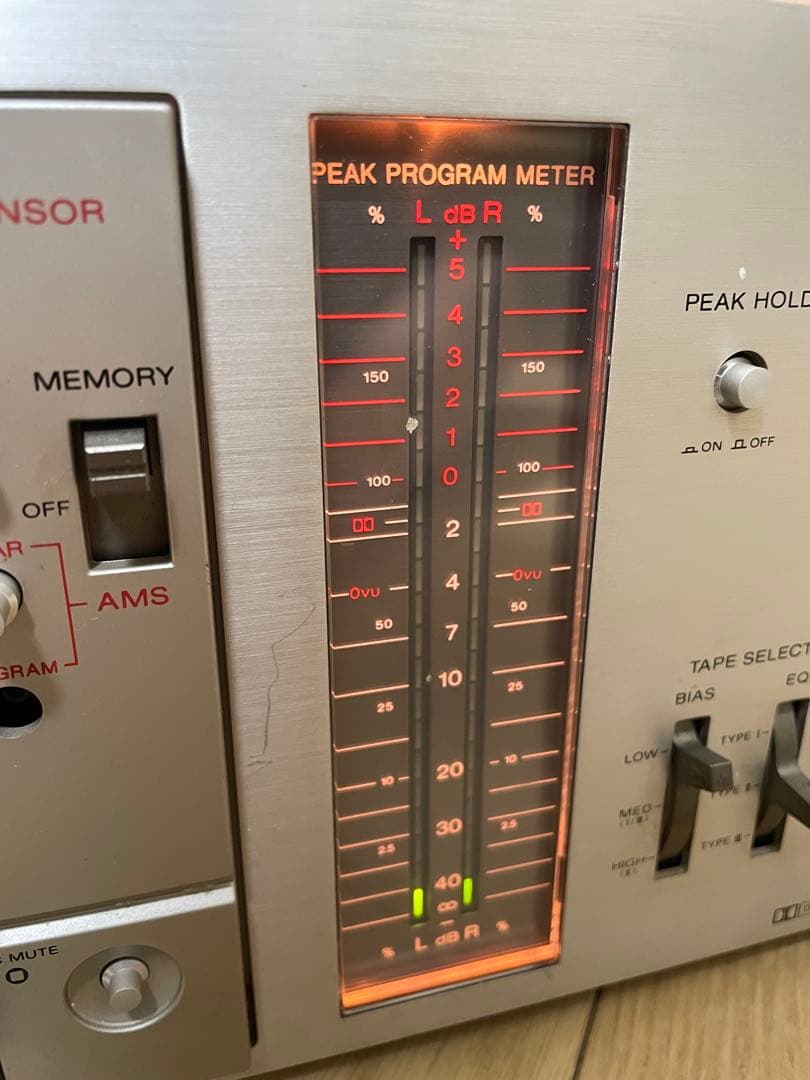 NSOR
MEMORY
OFF
AR
AMS
GRAM
MUTE
PEAK PROGRAM METER
% L dB R %
+
5
4
3
150 150
2
1
100 0 100
2
0VU 4 0VU
50 50
7
10
25 25
20
10 10
30
2.5 2.5
40
∞
−
% L dB R %
PEAK HOLD
ON OFF
TAPE SELECT
BIAS EQ
LOW TYPE I
MED TYPE II
HIGH TYPE III